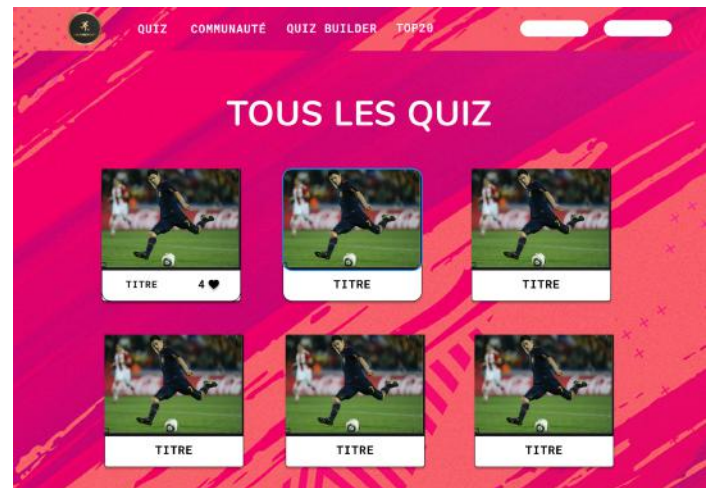 QUIZ COMMUNAUTÉ QUIZ BUILDER TOP20
TOUS LES QUIZ
TITRE 4
TITRE
TITRE
TITRE
TITRE
TITRE